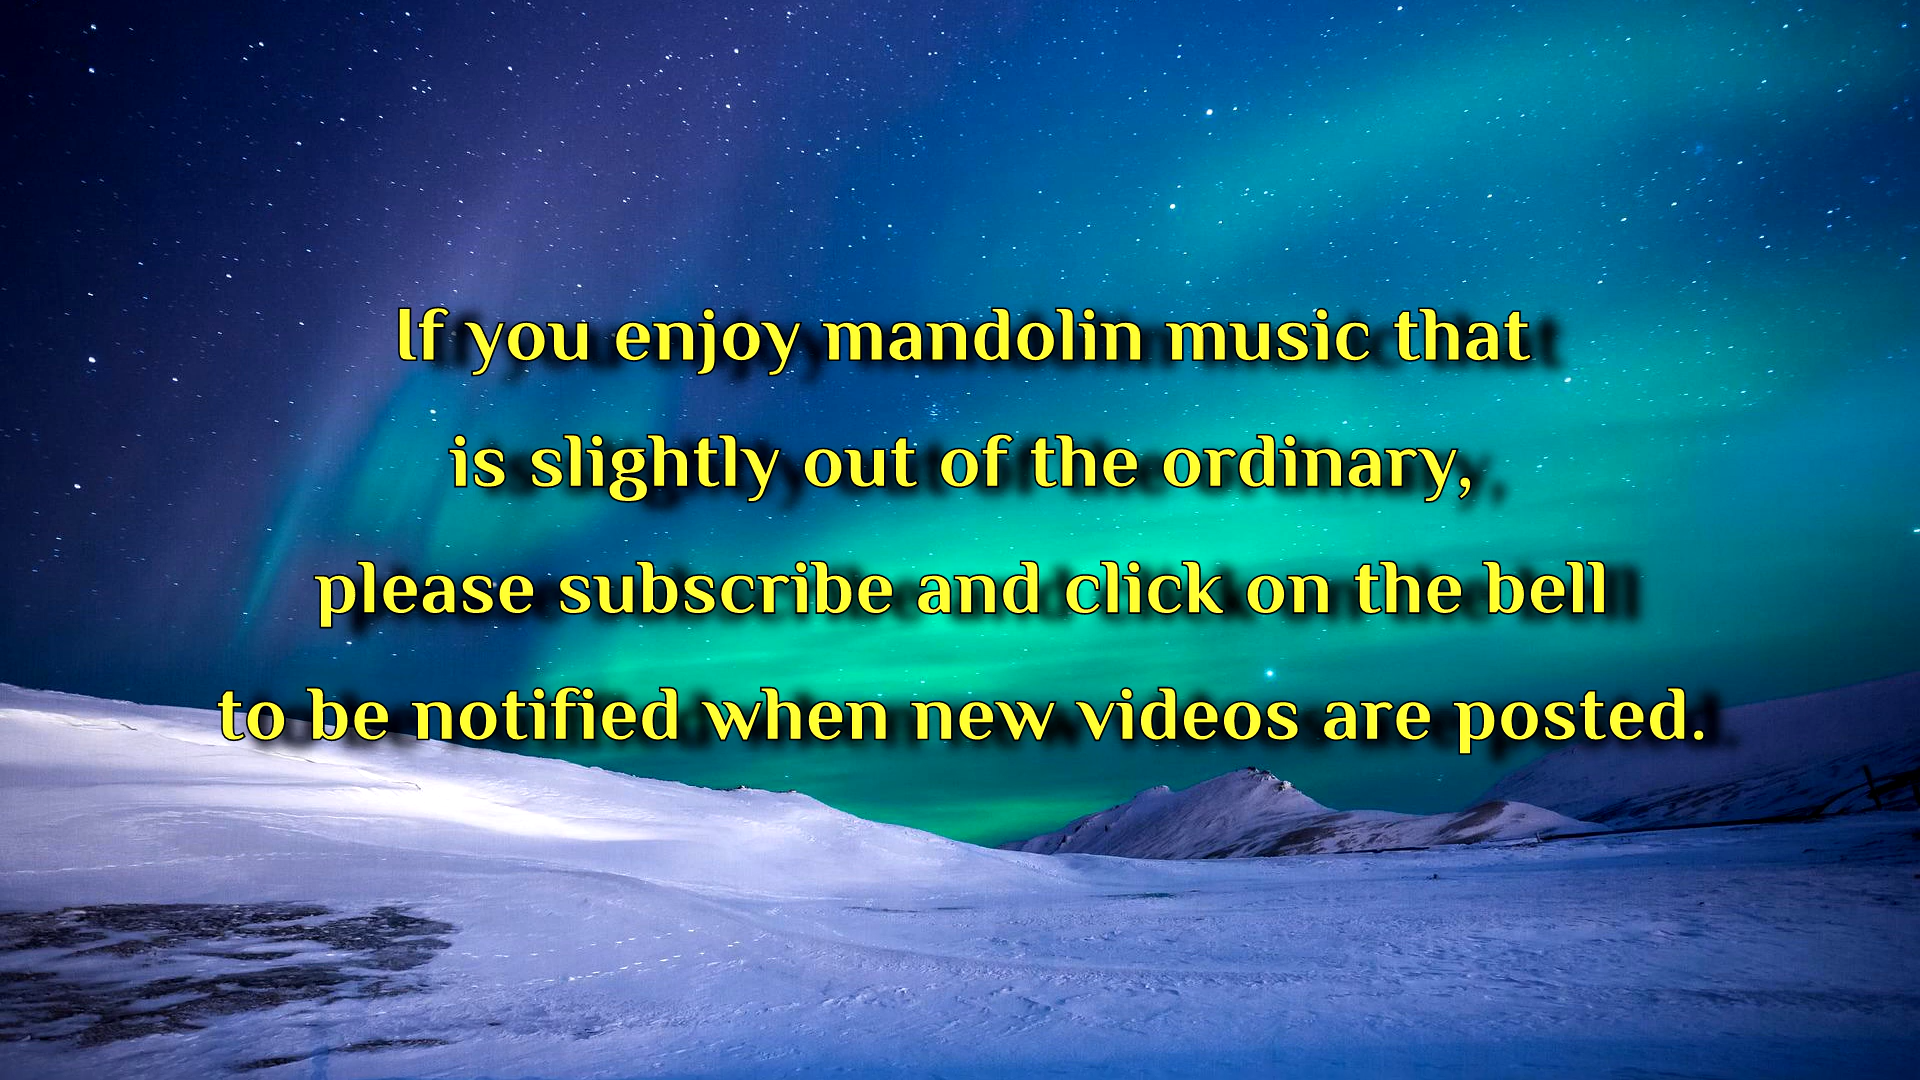 If you enjoy mandolin music that
is slightly out of the ordinary,
please subscribe and click on the bell
to be notified when new videos are posted.